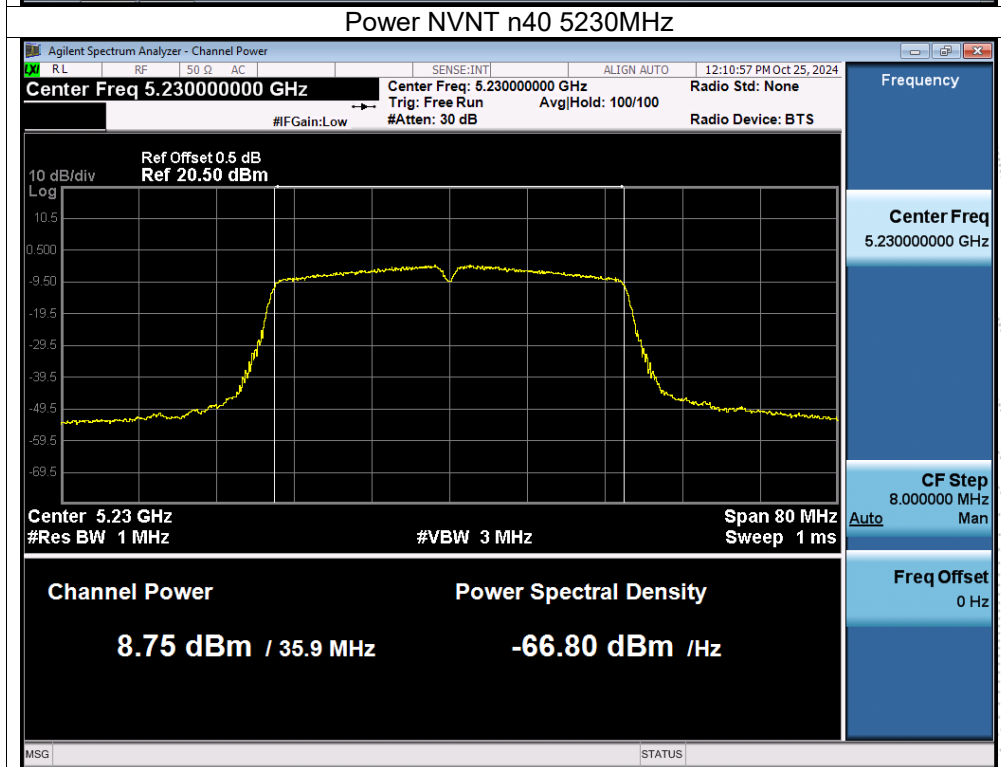 Power NVNT n40 5230MHz
Agilent Spectrum Analyzer - Channel Power
LXI RL RF 50 Ω AC SENSE:INT ALIGN AUTO 12:10:57 PM Oct 25, 2024
Center Freq 5.230000000 GHz
Center Freq: 5.230000000 GHz
Radio Std: None
Trig: Free Run Avg|Hold: 100/100
#IFGain:Low
#Atten: 30 dB
Radio Device: BTS
Frequency
Ref Offset 0.5 dB
10 dB/div Ref 20.50 dBm
Log
10.5
0.500
-9.50
-19.5
-29.5
-39.5
-49.5
-59.5
-69.5
Center Freq
5.230000000 GHz
Center 5.23 GHz Span 80 MHz
#Res BW 1 MHz #VBW 3 MHz Sweep 1 ms
CF Step
8.000000 MHz
Auto Man
Freq Offset
0 Hz
Channel Power Power Spectral Density
8.75 dBm / 35.9 MHz -66.80 dBm /Hz
MSG STATUS